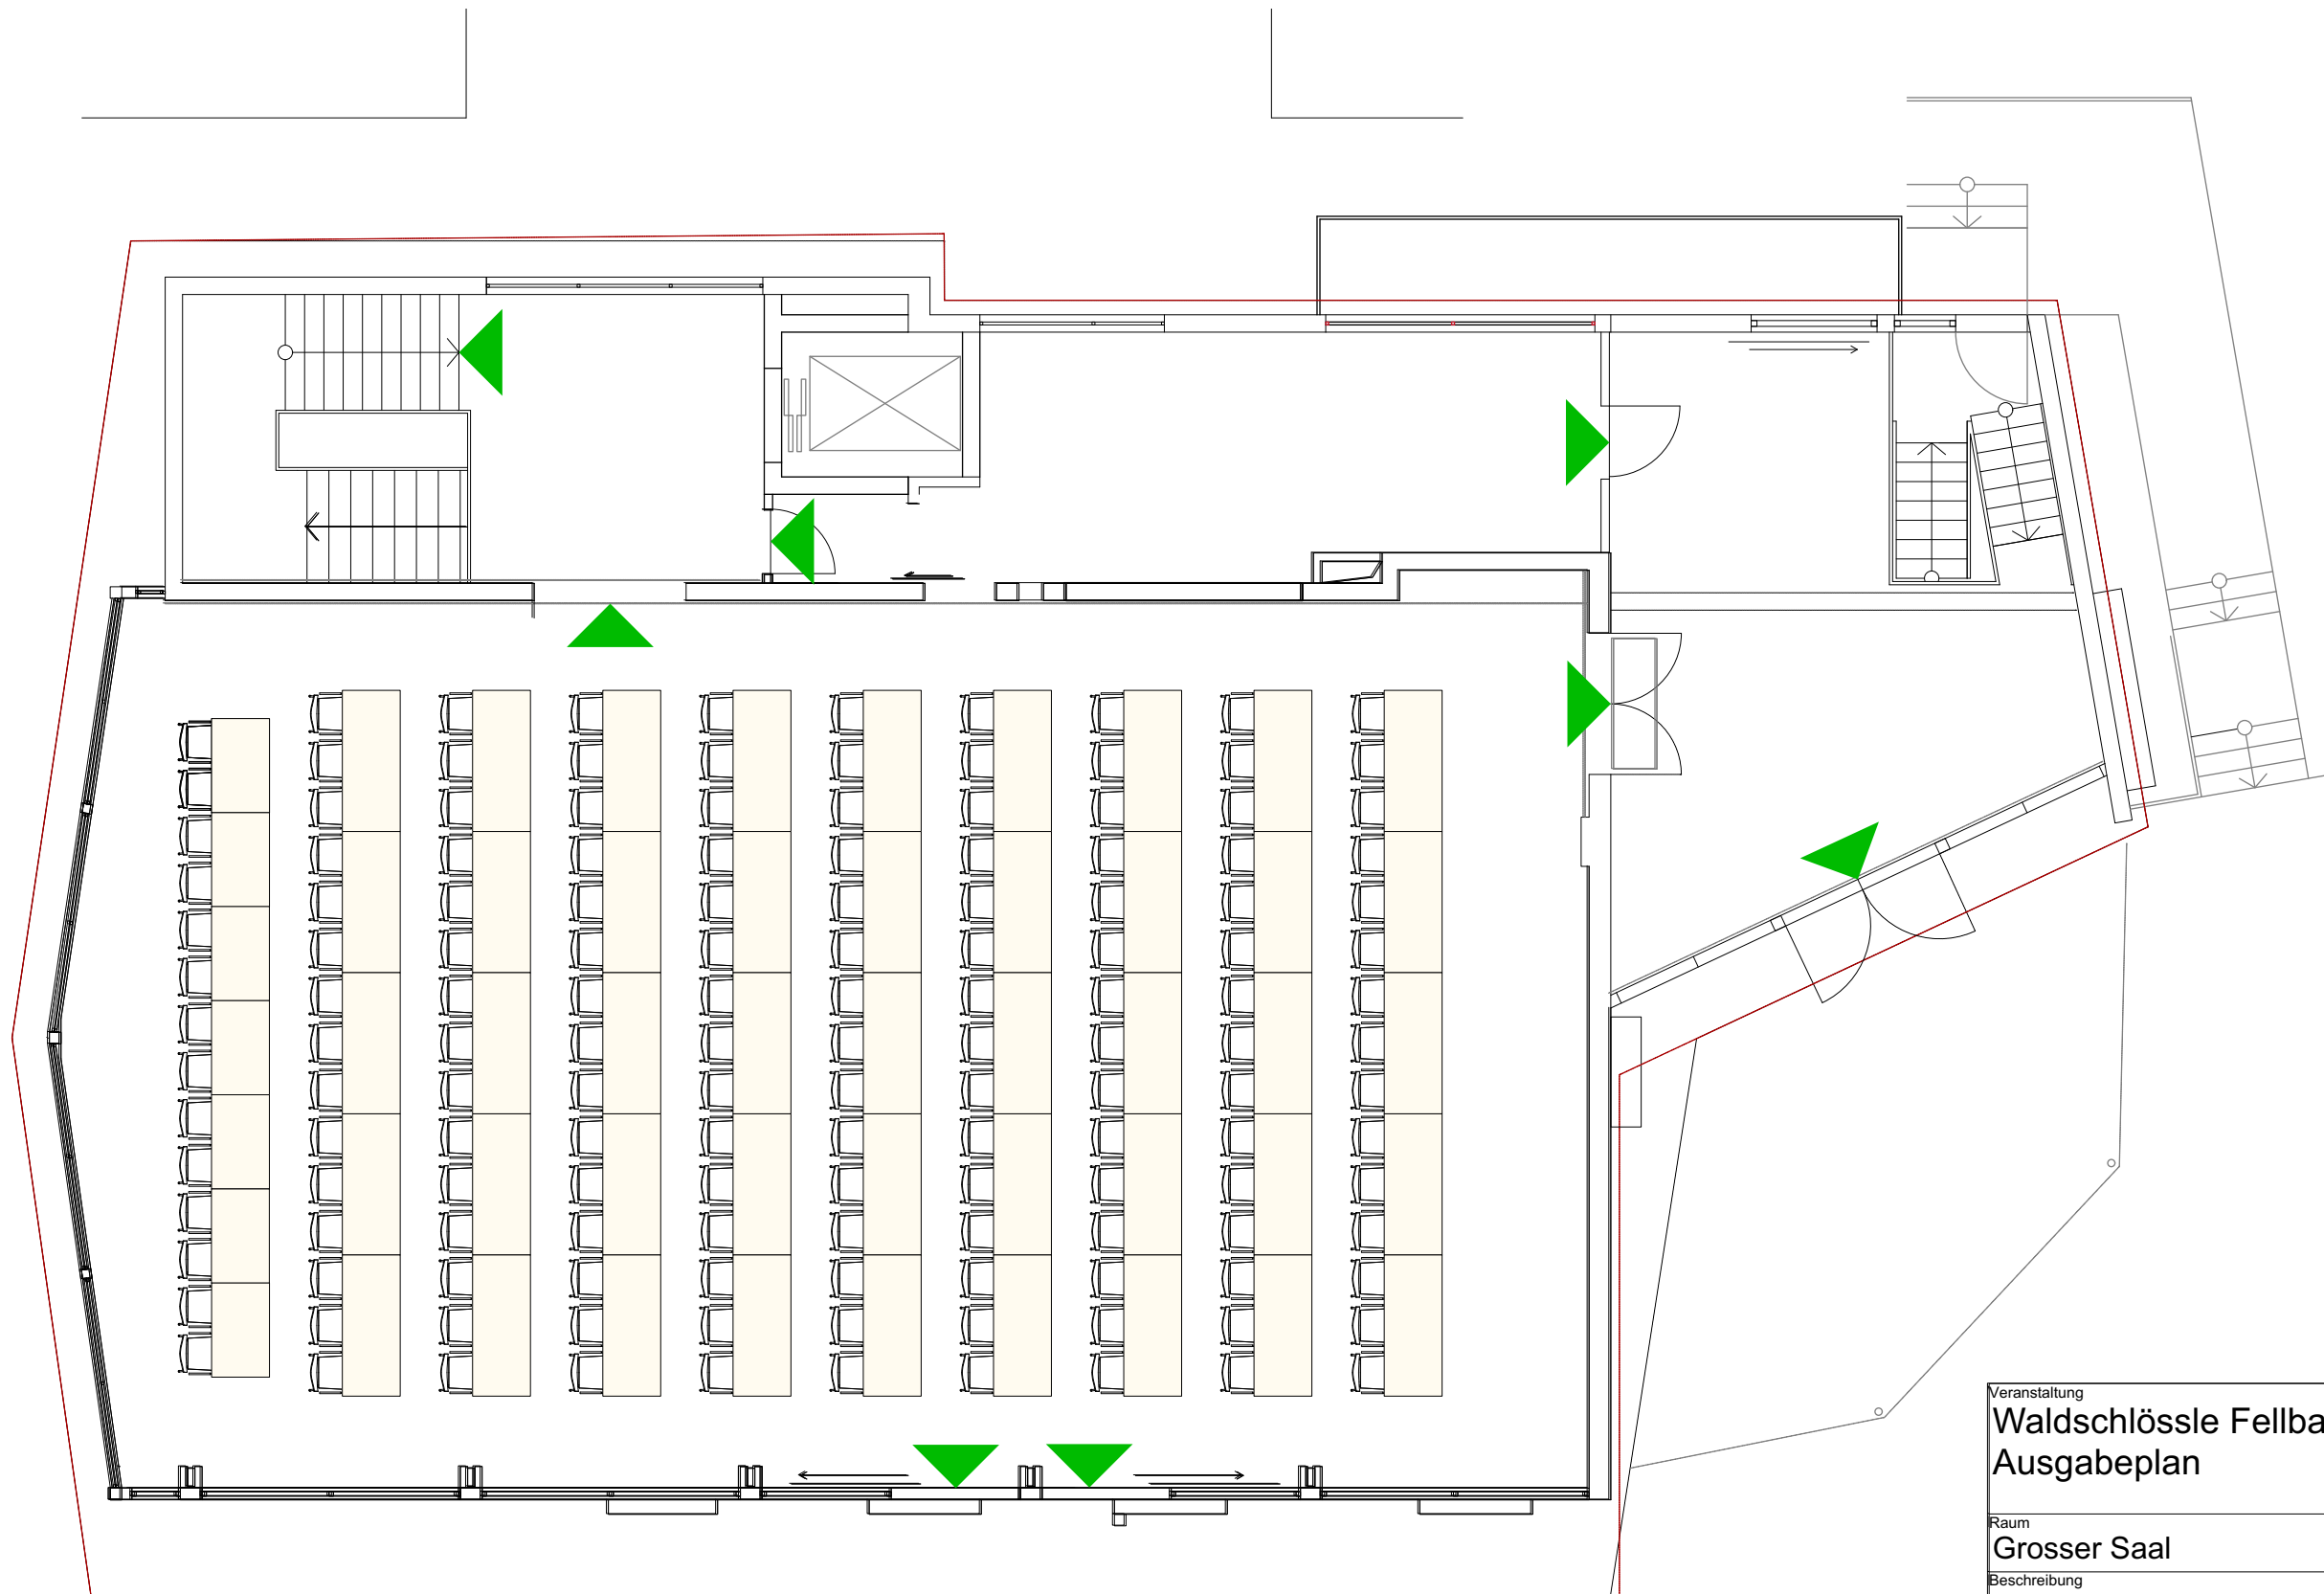 Veranstaltung
Waldschlössle Fellba
Ausgabeplan
Raum
Grosser Saal
Beschreibung